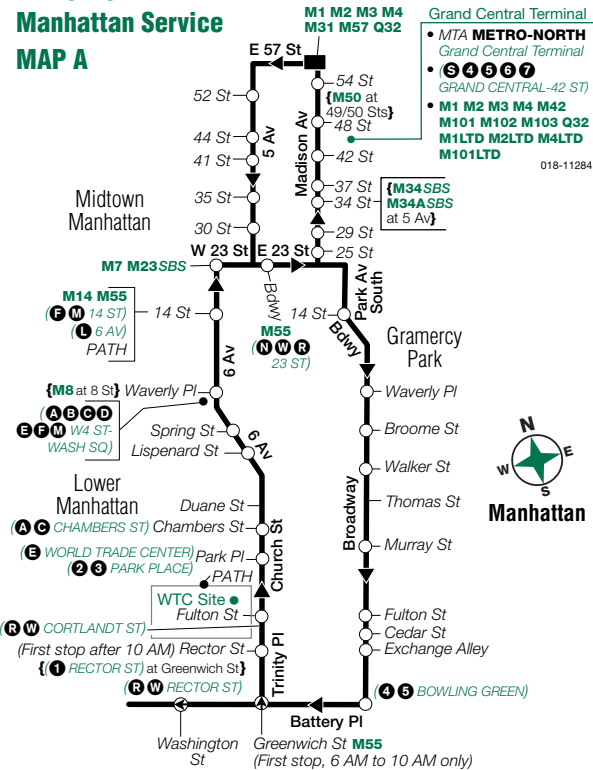 Manhattan Service
MAP A
M1 M2 M3 M4
M31 M57 Q32
Grand Central Terminal
• MTA METRO-NORTH
Grand Central Terminal
• (S 4 5 6 7
GRAND CENTRAL-42 ST)
• M1 M2 M3 M4 M42
M101 M102 M103 Q32
M1LTD M2LTD M4LTD
M101LTD
018-11284
E 57 St
54 St
{M50 at
49/50 Sts}
48 St
42 St
37 St
34 St
{M34SBS
M34ASBS
at 5 Av}
29 St
25 St
Madison Av
52 St
44 St
41 St
35 St
30 St
5 Av
Midtown
Manhattan
W 23 St
E 23 St
M7 M23SBS
Bdwy
M55
(N W R
23 ST)
Park Av
South
14 St
Bdwy
Gramercy
Park
M14 M55
(F M 14 ST)
(L 6 AV)
PATH
14 St
6 Av
{M8 at 8 St} Waverly Pl
(A B C D
E F M W4 ST-
WASH SQ)
Spring St
Lispenard St
6 Av
Waverly Pl
Broome St
Walker St
Thomas St
Murray St
Broadway
N
E
S
W
Manhattan
Lower
Manhattan
Duane St
(A C CHAMBERS ST) Chambers St
(E WORLD TRADE CENTER) Park Pl
(2 3 PARK PLACE)
PATH
Church St
WTC Site
Fulton St
(R W CORTLANDT ST)
(First stop after 10 AM) Rector St
{(1 RECTOR ST) at Greenwich St}
(R W RECTOR ST)
Trinity Pl
Fulton St
Cedar St
Exchange Alley
(4 5 BOWLING GREEN)
Battery Pl
Washington
St
Greenwich St M55
(First stop, 6 AM to 10 AM only)